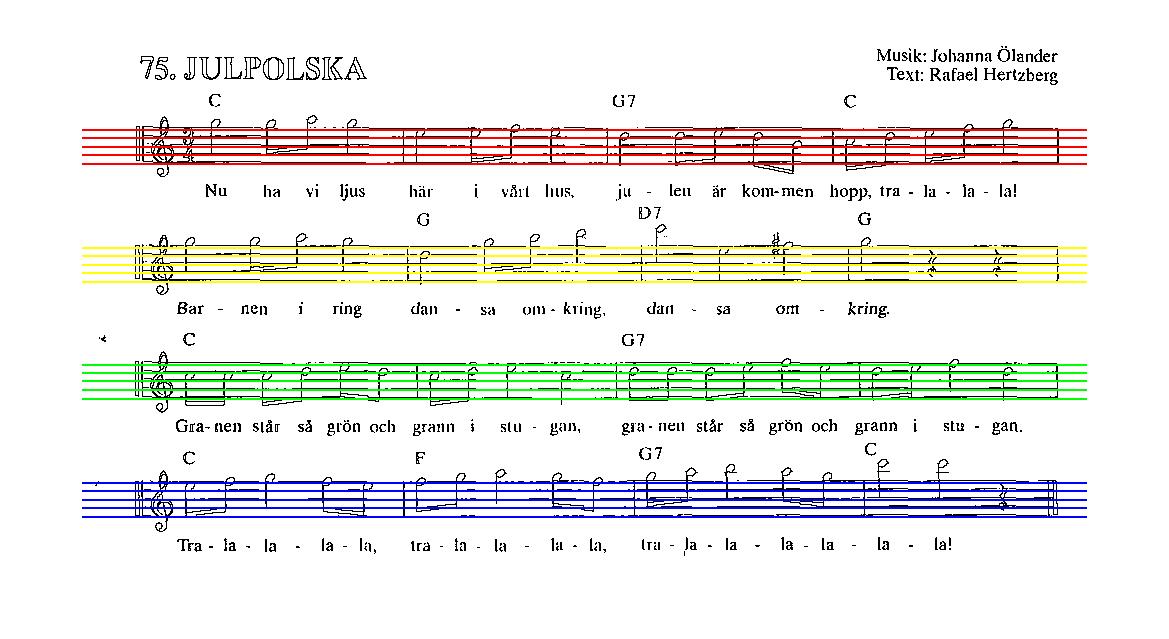 75. JULPOLSKA
Musik: Johanna Ölander
Text: Rafael Hertzberg
C G7 C
Nu ha vi ljus här i vårt hus, ju - len är kom-men hopp, tra - la - la - la!
G D7 G
Bar - nen i ring dan - sa om - kring, dan - sa om - kring.
C G7
Gra - nen står så grön och grann i stu - gan, gra - nen står så grön och grann i stu - gan.
C F G7 C
Tra - la - la - la - la, tra - la - la - la - la, tra - la - la - la - la - la - la!